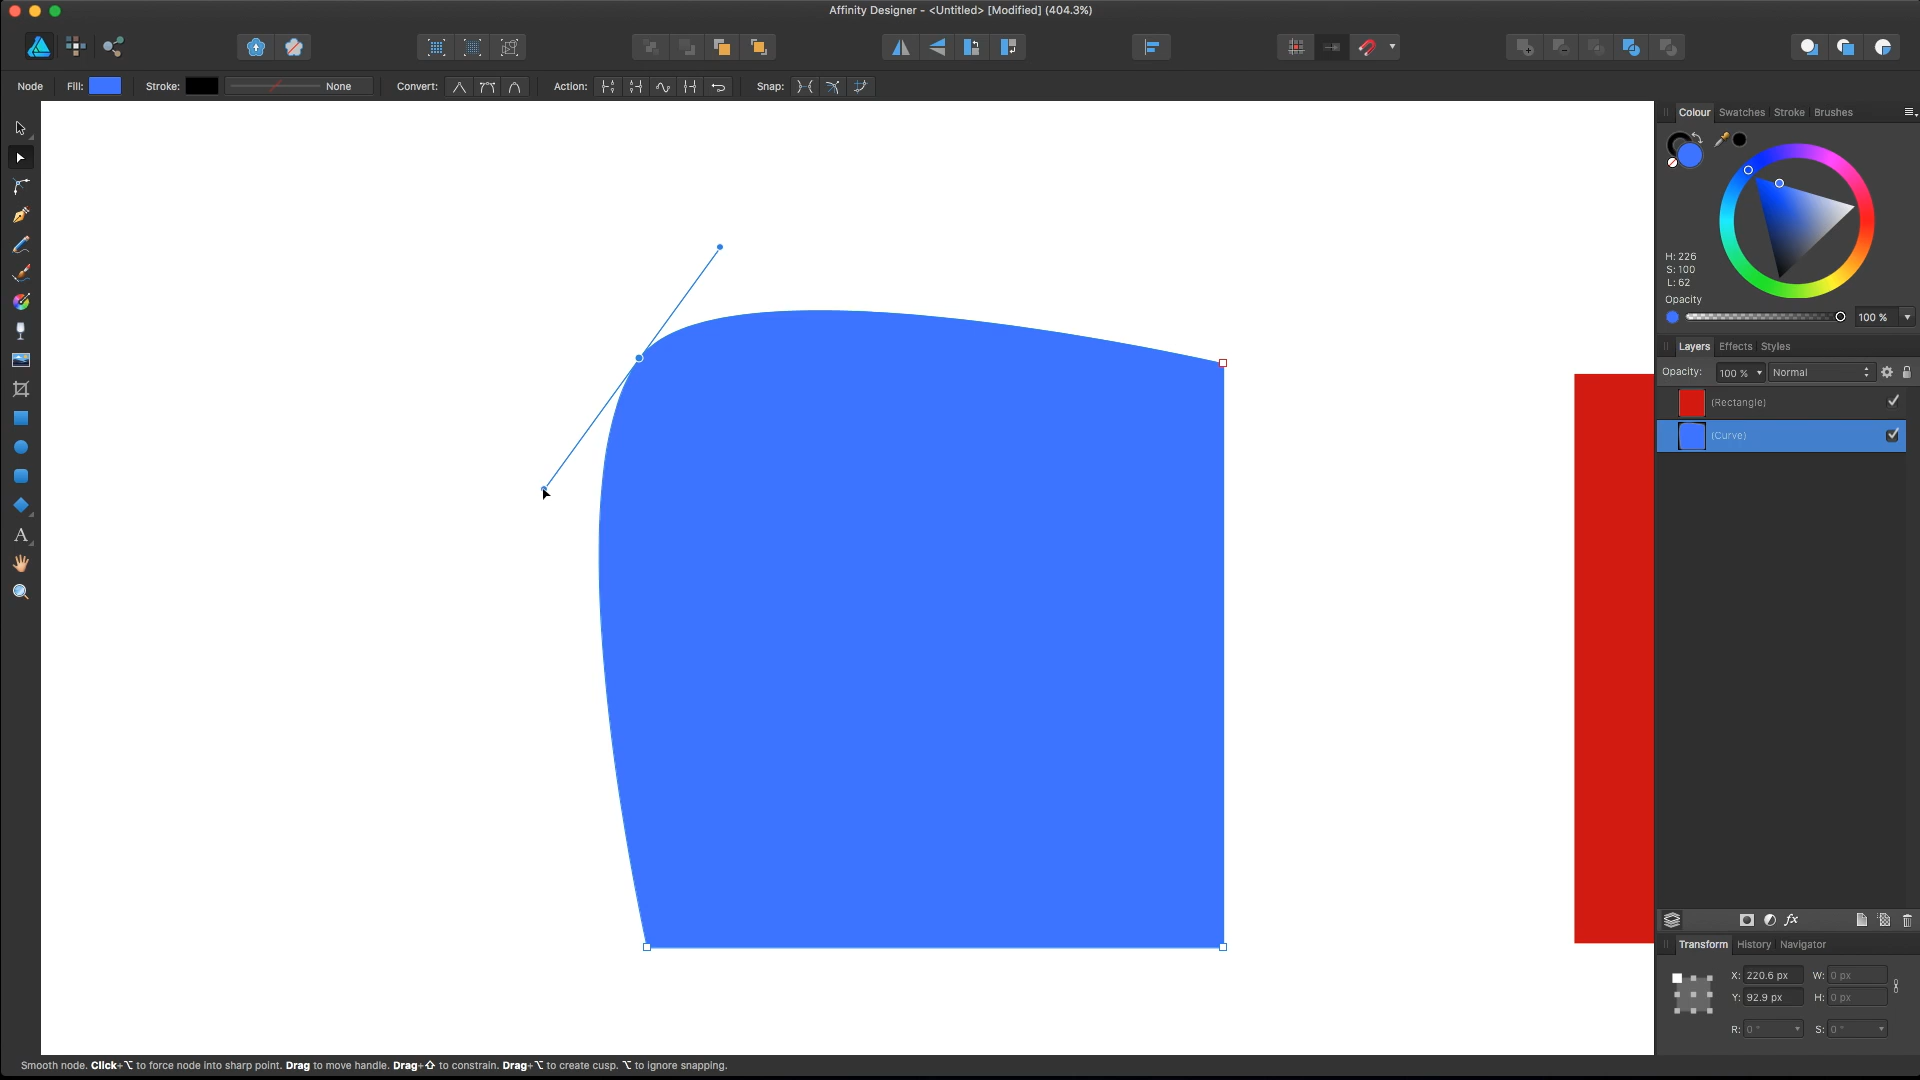 Affinity Designer - <Untitled> [Modified] (404.3%)
Node Fill: Stroke: None Convert: Action: Snap:
Colour Swatches Stroke Brushes
H: 226
S: 100
L: 62
Opacity
100 %
Layers Effects Styles
Opacity: 100 % Normal
(Rectangle)
(Curve)
A
fx
Transform History Navigator
X: 220.6 px W: 0 px
Y: 92.9 px H: 0 px
R: 0 ° S: 0 °
Smooth node. Click+⌥ to force node into sharp point. Drag to move handle. Drag+⇧ to constrain. Drag+⌥ to create cusp. ⌥ to ignore snapping.